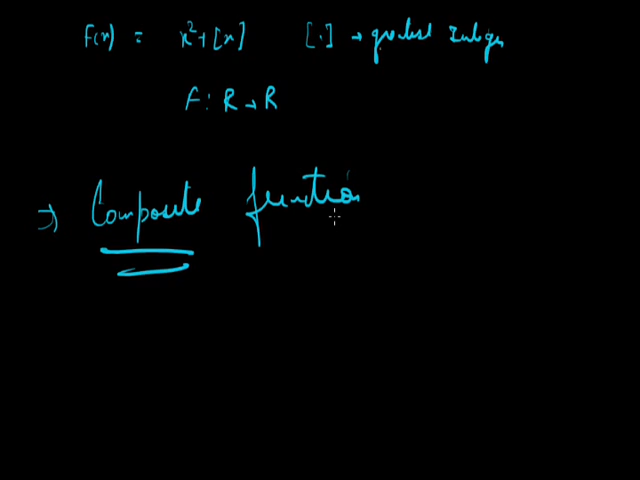 f(x) = x² + [x] [.] → greatest Integer
f : R → R
⇒ Composite function